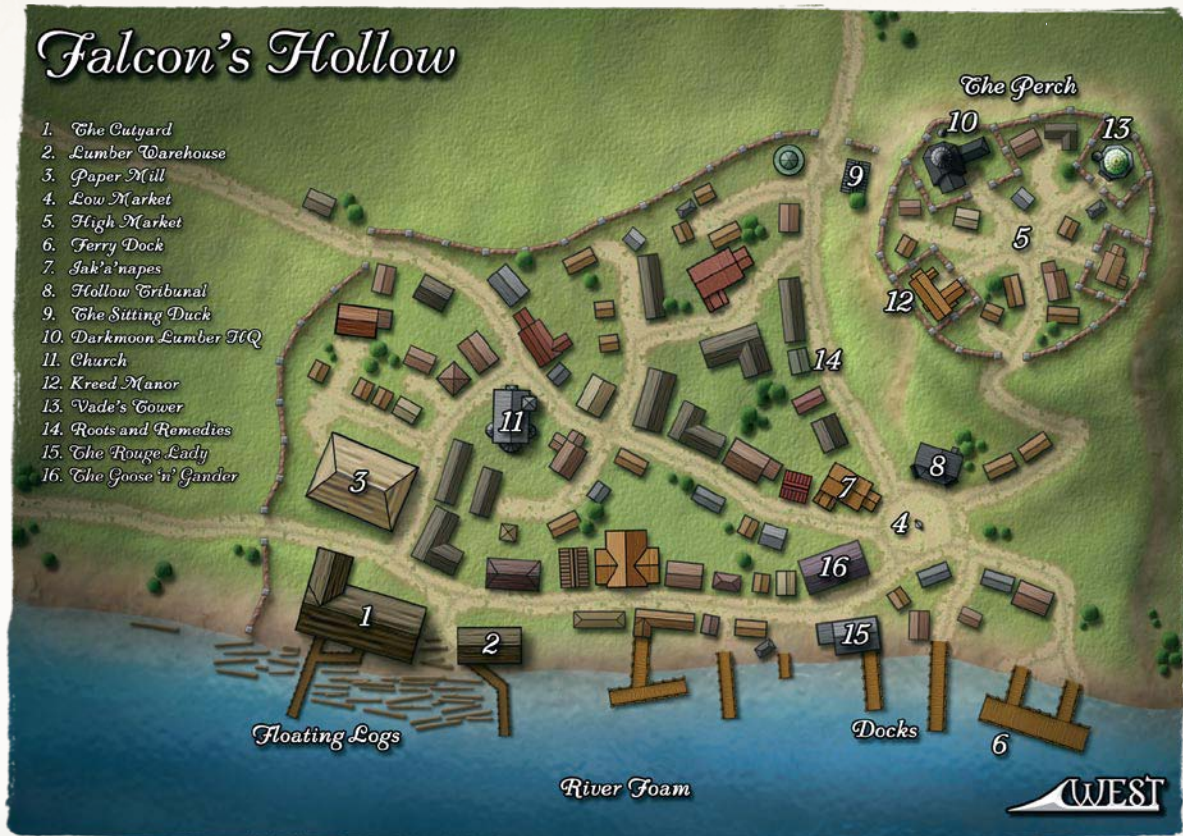 Falcon's Hollow
1. The Cutyard
2. Lumber Warehouse
3. Paper Mill
4. Low Market
5. High Market
6. Ferry Dock
7. Jak'a'napes
8. Hollow Tribunal
9. The Sitting Duck
10. Darkmoon Lumber HQ
11. Church
12. Kreed Manor
13. Vade's Tower
14. Roots and Remedies
15. The Rouge Lady
16. The Goose 'n' Gander
The Perch
10
13
9
5
12
14
11
8
3
7
4
16
1
2
15
Floating Logs
Docks
6
River Foam
WEST